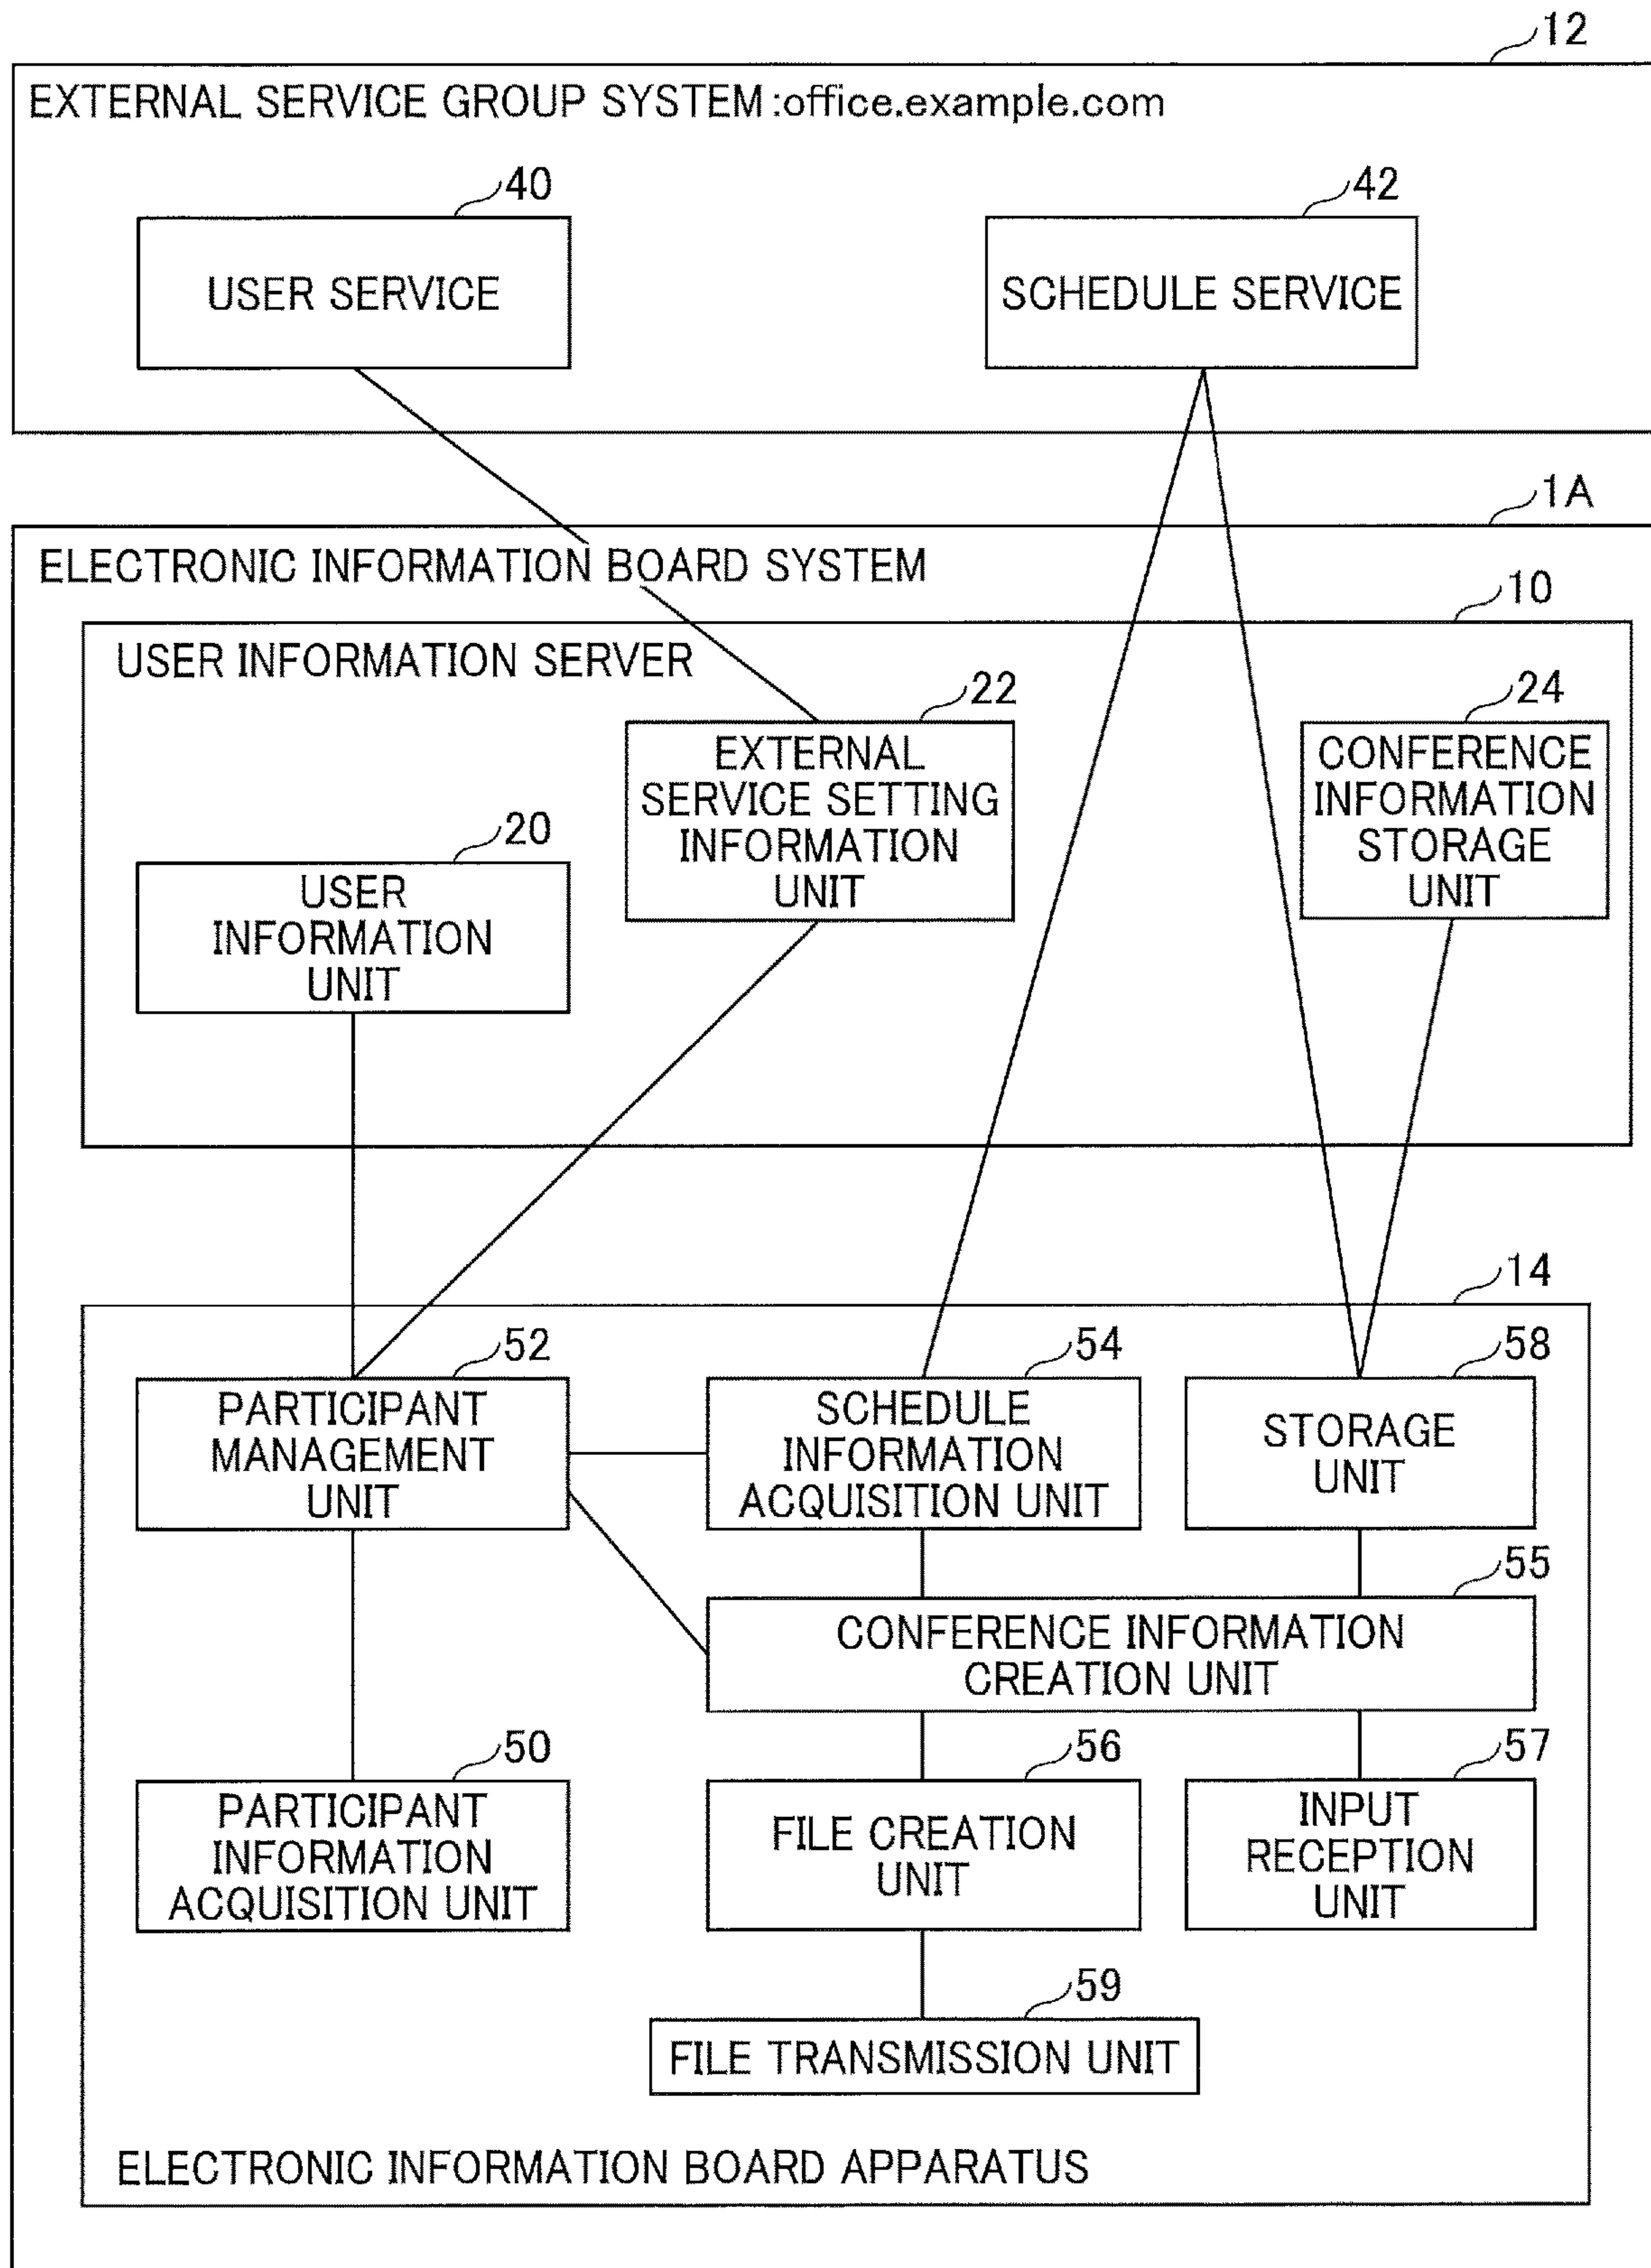 12
EXTERNAL SERVICE GROUP SYSTEM:office.example.com
40
42
USER SERVICE
SCHEDULE SERVICE
1A
ELECTRONIC INFORMATION BOARD SYSTEM
10
USER INFORMATION SERVER
22
24
EXTERNAL
SERVICE SETTING
INFORMATION
UNIT
CONFERENCE
INFORMATION
STORAGE
UNIT
20
USER
INFORMATION
UNIT
14
52
54
58
PARTICIPANT
MANAGEMENT
UNIT
SCHEDULE
INFORMATION
ACQUISITION UNIT
STORAGE
UNIT
55
CONFERENCE INFORMATION
CREATION UNIT
50
56
57
PARTICIPANT
INFORMATION
ACQUISITION UNIT
FILE CREATION
UNIT
INPUT
RECEPTION
UNIT
59
FILE TRANSMISSION UNIT
ELECTRONIC INFORMATION BOARD APPARATUS